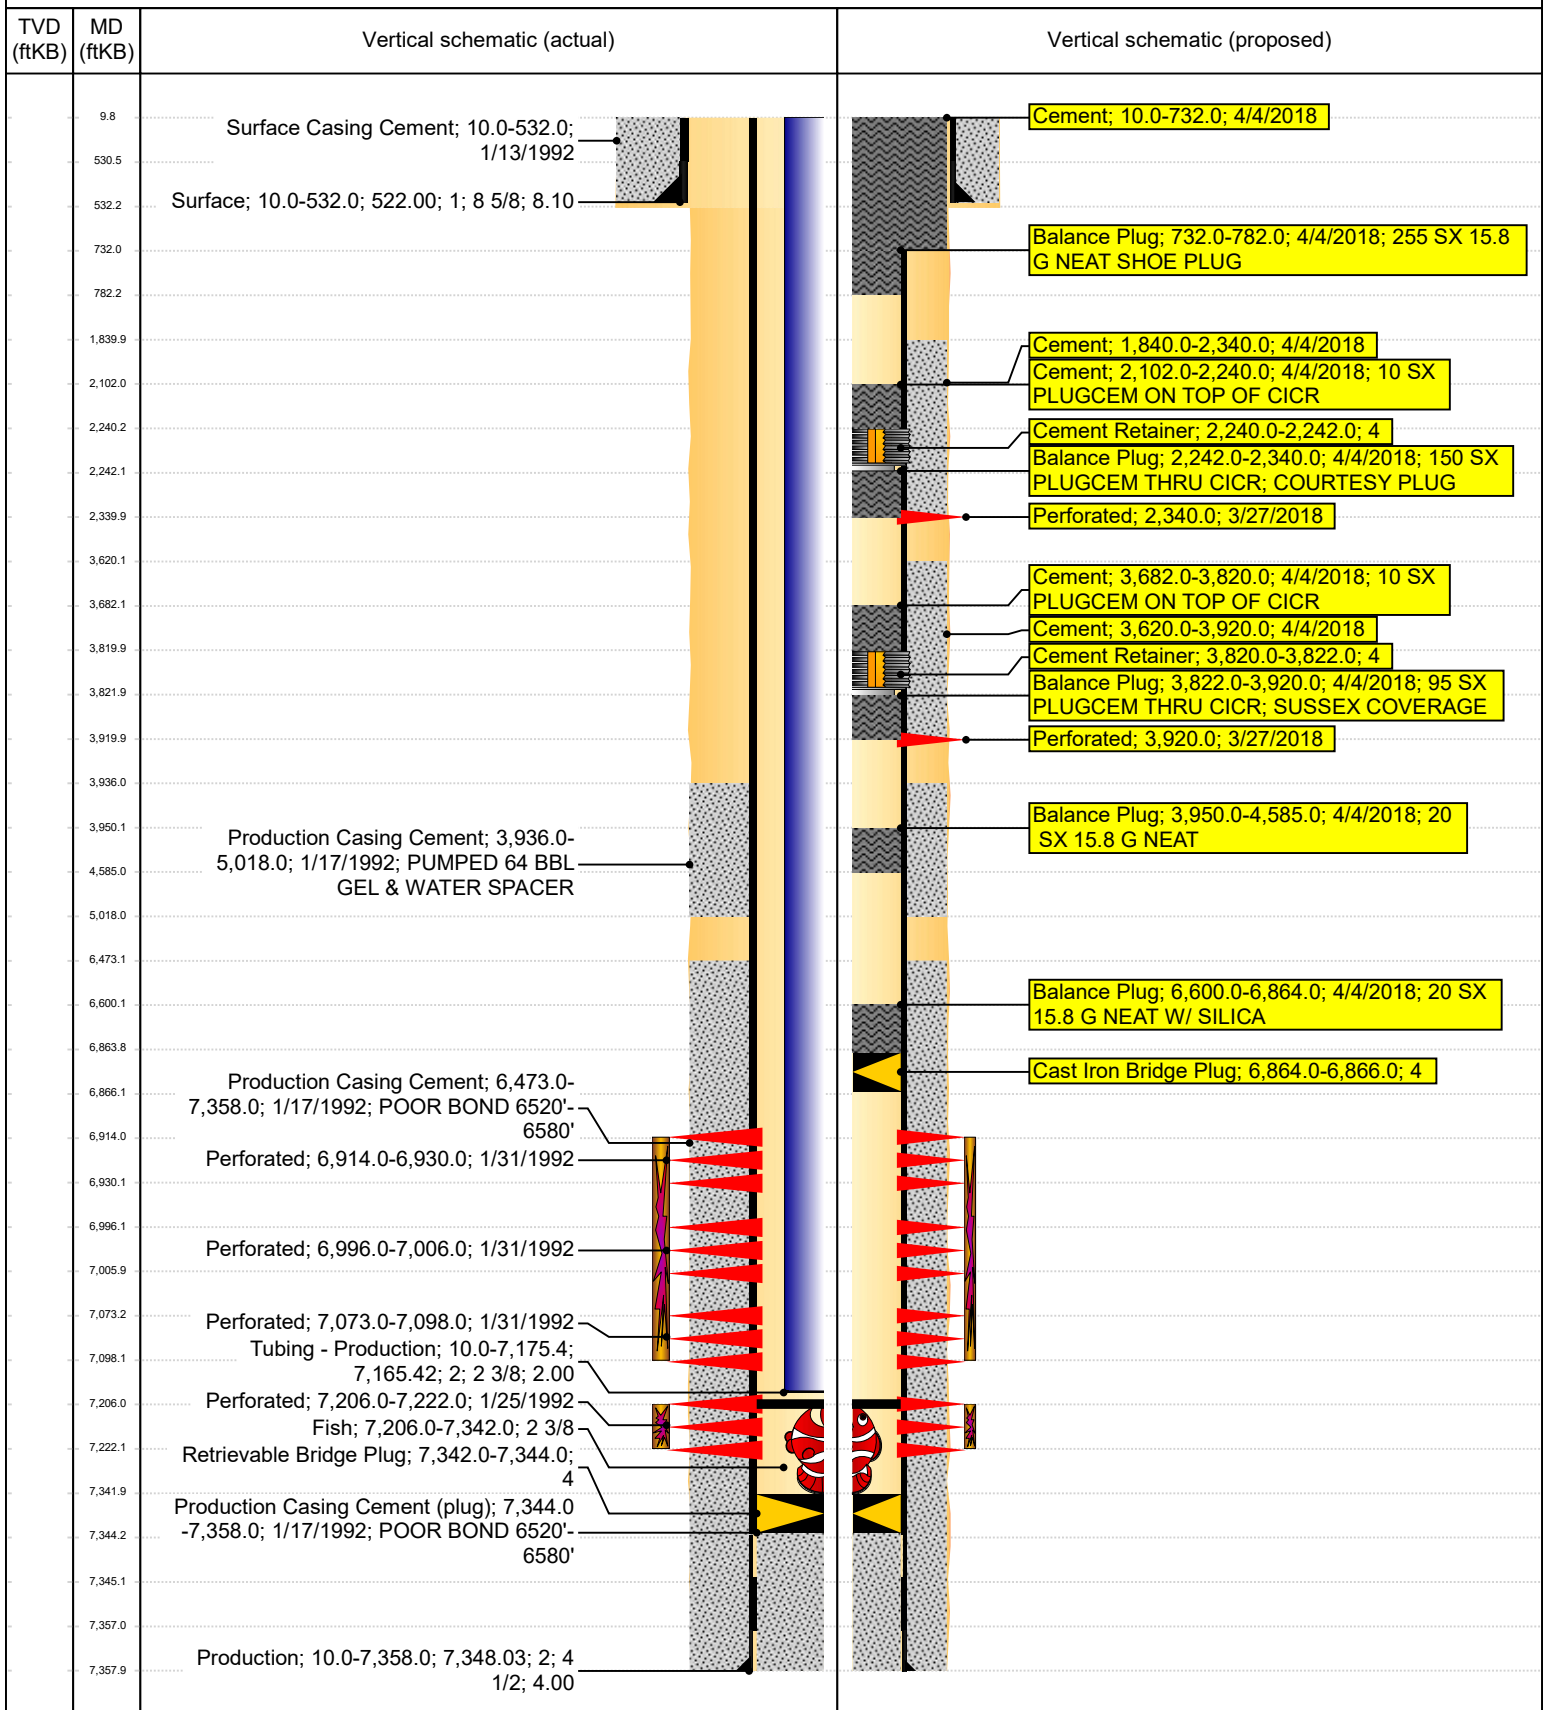 TVD
(ftKB)
MD
(ftKB)
Vertical schematic (actual)
Vertical schematic (proposed)
9.8
530.5
532.2
732.0
782.2
1,839.9
2,102.0
2,240.2
2,242.1
2,339.9
3,620.1
3,682.1
3,819.9
3,821.9
3,919.9
3,936.0
3,950.1
4,585.0
5,018.0
6,473.1
6,600.1
6,863.8
6,866.1
6,914.0
6,930.1
6,996.1
7,005.9
7,073.2
7,098.1
7,206.0
7,222.1
7,341.9
7,344.2
7,345.1
7,357.0
7,357.9
Surface Casing Cement; 10.0-532.0;
1/13/1992
Surface; 10.0-532.0; 522.00; 1; 8 5/8; 8.10
Production Casing Cement; 3,936.0-
5,018.0; 1/17/1992; PUMPED 64 BBL
GEL & WATER SPACER
Production Casing Cement; 6,473.0-
7,358.0; 1/17/1992; POOR BOND 6520'-
6580'
Perforated; 6,914.0-6,930.0; 1/31/1992
Perforated; 6,996.0-7,006.0; 1/31/1992
Perforated; 7,073.0-7,098.0; 1/31/1992
Tubing - Production; 10.0-7,175.4;
7,165.42; 2; 2 3/8; 2.00
Perforated; 7,206.0-7,222.0; 1/25/1992
Fish; 7,206.0-7,342.0; 2 3/8
Retrievable Bridge Plug; 7,342.0-7,344.0;
4
Production Casing Cement (plug); 7,344.0
-7,358.0; 1/17/1992; POOR BOND 6520'-
6580'
Production; 10.0-7,358.0; 7,348.03; 2; 4
1/2; 4.00
Cement; 10.0-732.0; 4/4/2018
Balance Plug; 732.0-782.0; 4/4/2018; 255 SX 15.8
G NEAT SHOE PLUG
Cement; 1,840.0-2,340.0; 4/4/2018
Cement; 2,102.0-2,240.0; 4/4/2018; 10 SX
PLUGCEM ON TOP OF CICR
Cement Retainer; 2,240.0-2,242.0; 4
Balance Plug; 2,242.0-2,340.0; 4/4/2018; 150 SX
PLUGCEM THRU CICR; COURTESY PLUG
Perforated; 2,340.0; 3/27/2018
Cement; 3,682.0-3,820.0; 4/4/2018; 10 SX
PLUGCEM ON TOP OF CICR
Cement; 3,620.0-3,920.0; 4/4/2018
Cement Retainer; 3,820.0-3,822.0; 4
Balance Plug; 3,822.0-3,920.0; 4/4/2018; 95 SX
PLUGCEM THRU CICR; SUSSEX COVERAGE
Perforated; 3,920.0; 3/27/2018
Balance Plug; 3,950.0-4,585.0; 4/4/2018; 20
SX 15.8 G NEAT
Balance Plug; 6,600.0-6,864.0; 4/4/2018; 20 SX
15.8 G NEAT W/ SILICA
Cast Iron Bridge Plug; 6,864.0-6,866.0; 4